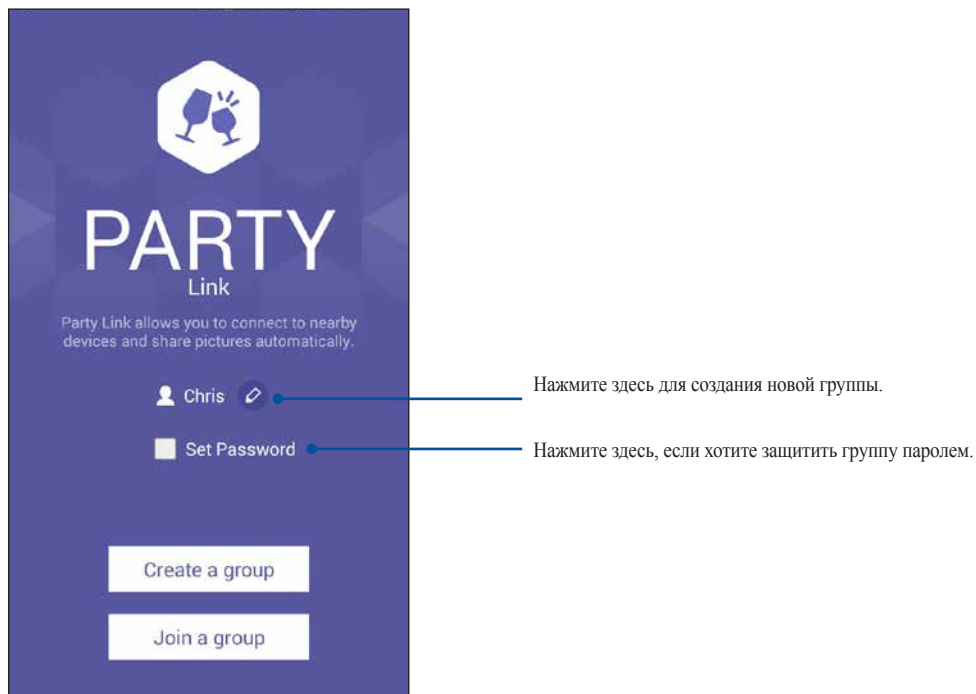 PARTY
Link
Party Link allows you to connect to nearby
devices and share pictures automatically.
Chris
Нажмите здесь для создания новой группы.
Set Password
Нажмите здесь, если хотите защитить группу паролем.
Create a group
Join a group